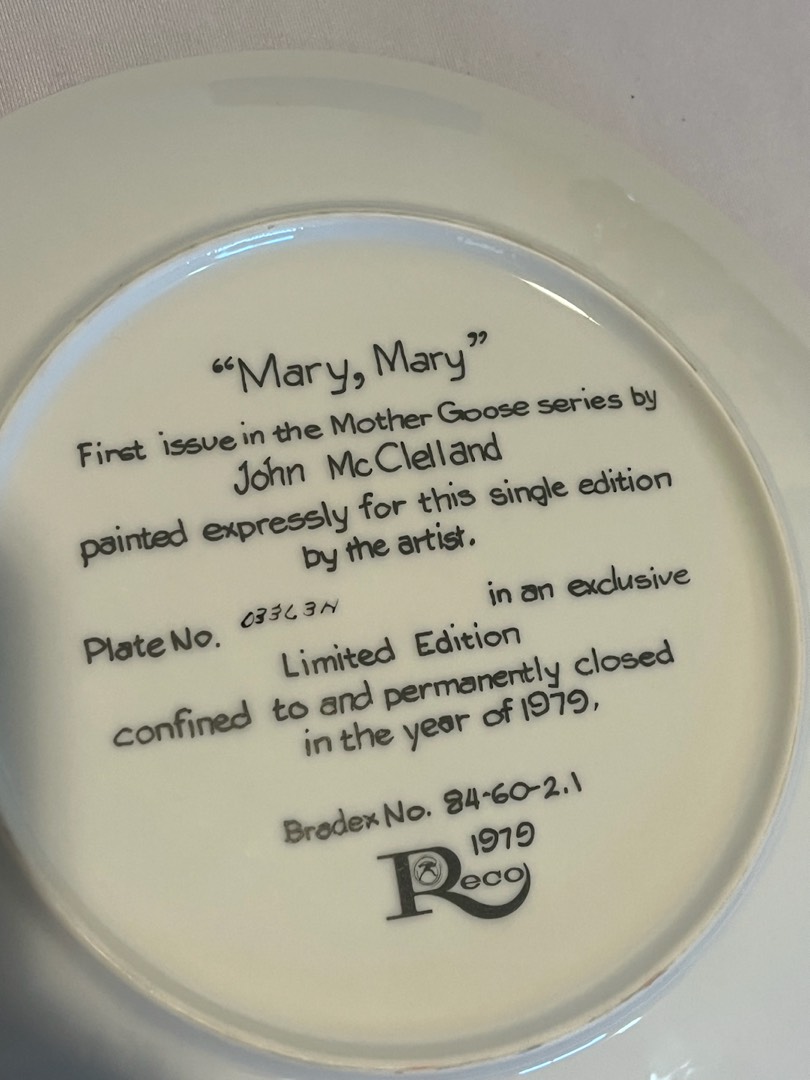 “Mary, Mary”
First issue in the Mother Goose series by
John McClelland
painted expressly for this single edition
by the artist.
Plate No. 03363N in an exclusive
Limited Edition
confined to and permanently closed
in the year of 1979.
Bradex No. 84-60-2.1
1979
Reco